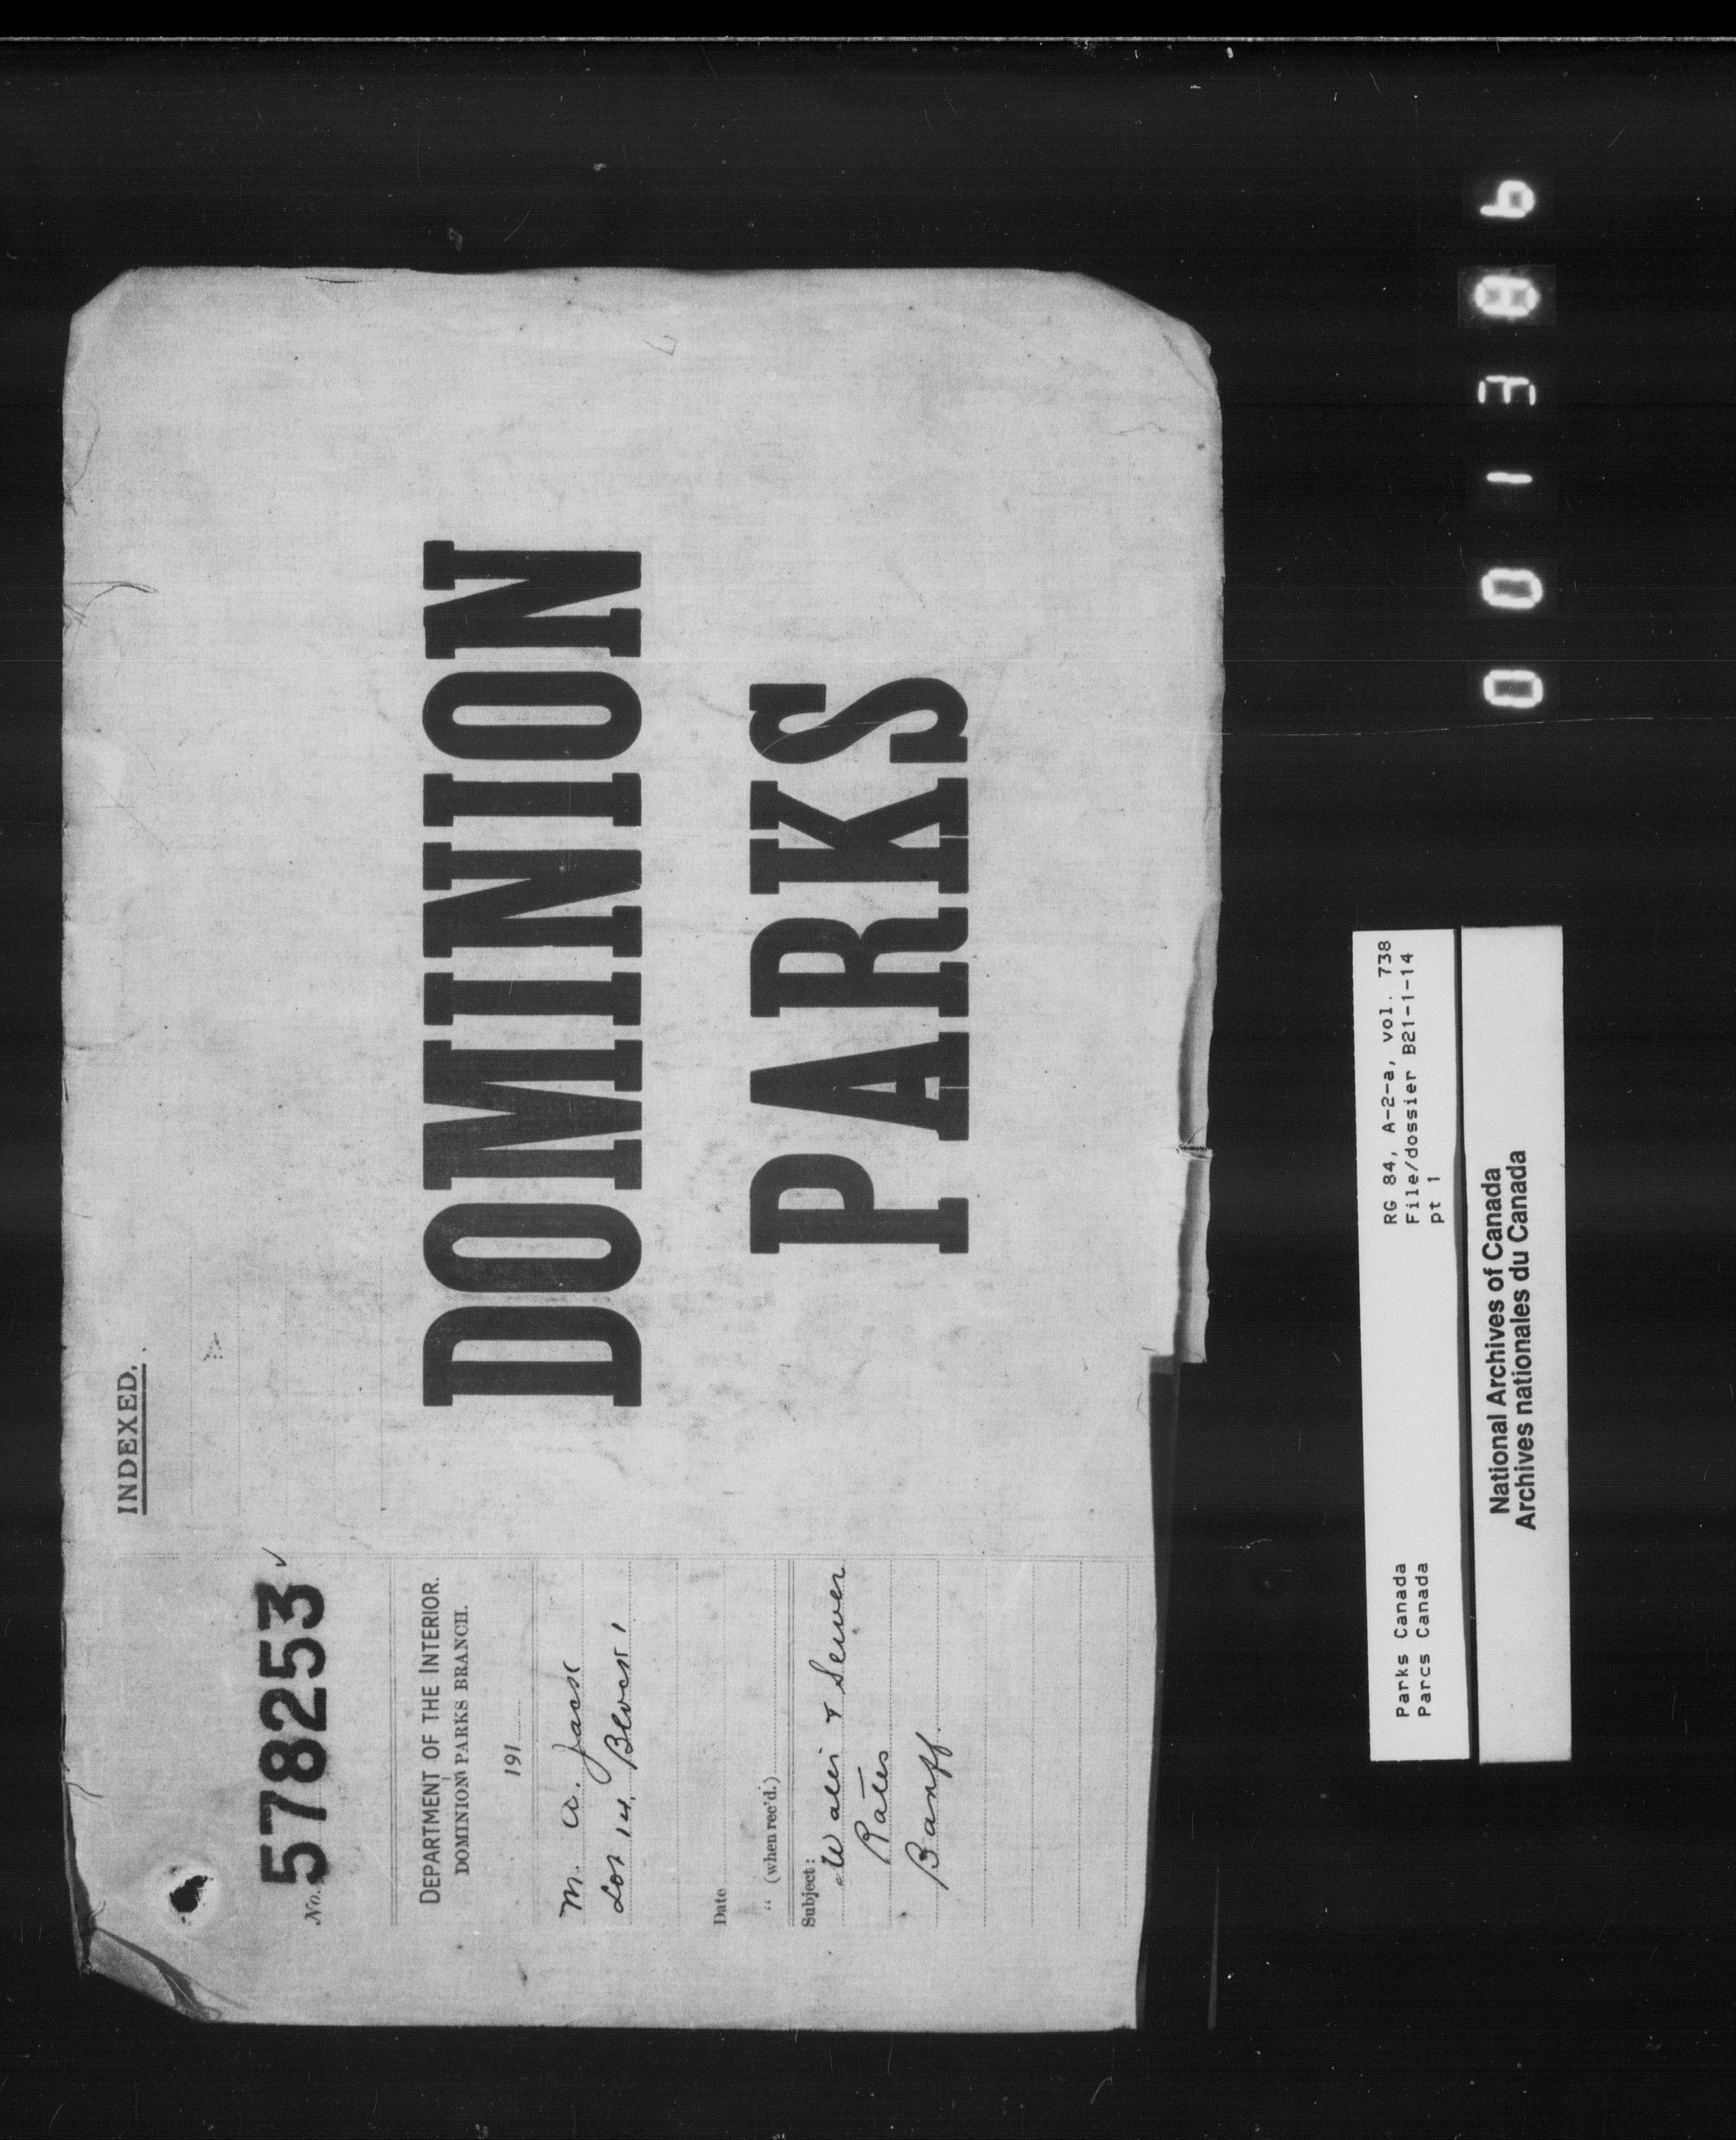 INDEXED.
No. 578253
DEPARTMENT OF THE INTERIOR.
DOMINION PARKS BRANCH.
191
M. A.
Lot 14. Block 1
Date
" (when rec'd.)
Subject:
Water & Sewer
Rates
Banff.
DOMINION
PARKS
Parks Canada
Parcs Canada
RG 84, A-2-a, vol. 738
File/dossier B21-1-14
pt 1
National Archives of Canada
Archives nationales du Canada
001386